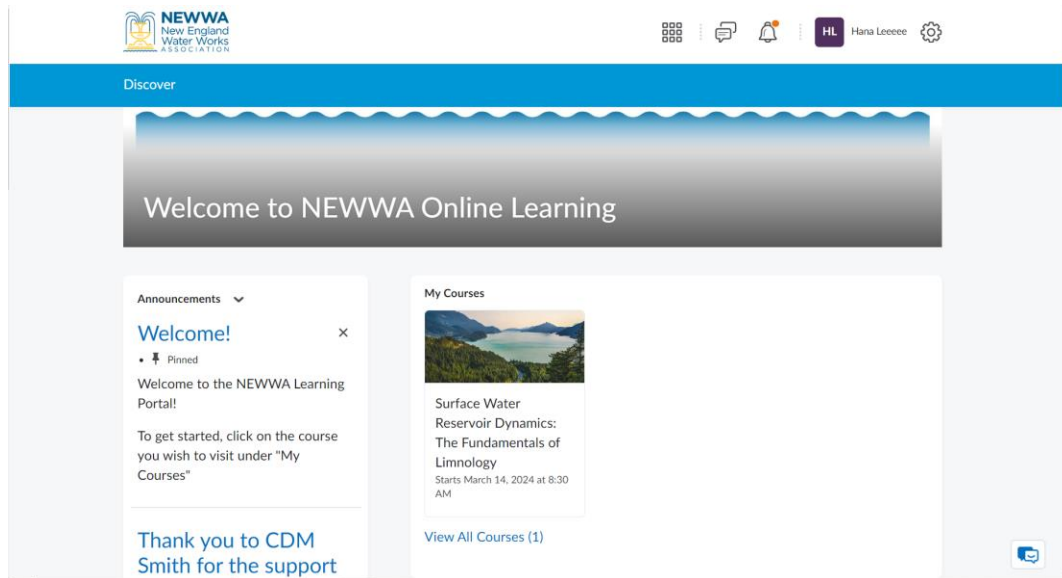 NEWWA
New England
Water Works
ASSOCIATION
HL
Hana Leeeee
Discover
Welcome to NEWWA Online Learning
Announcements
Welcome!
• Pinned
Welcome to the NEWWA Learning
Portal!
To get started, click on the course
you wish to visit under "My
Courses"
Thank you to CDM
Smith for the support
My Courses
Surface Water
Reservoir Dynamics:
The Fundamentals of
Limnology
Starts March 14, 2024 at 8:30
AM
View All Courses (1)